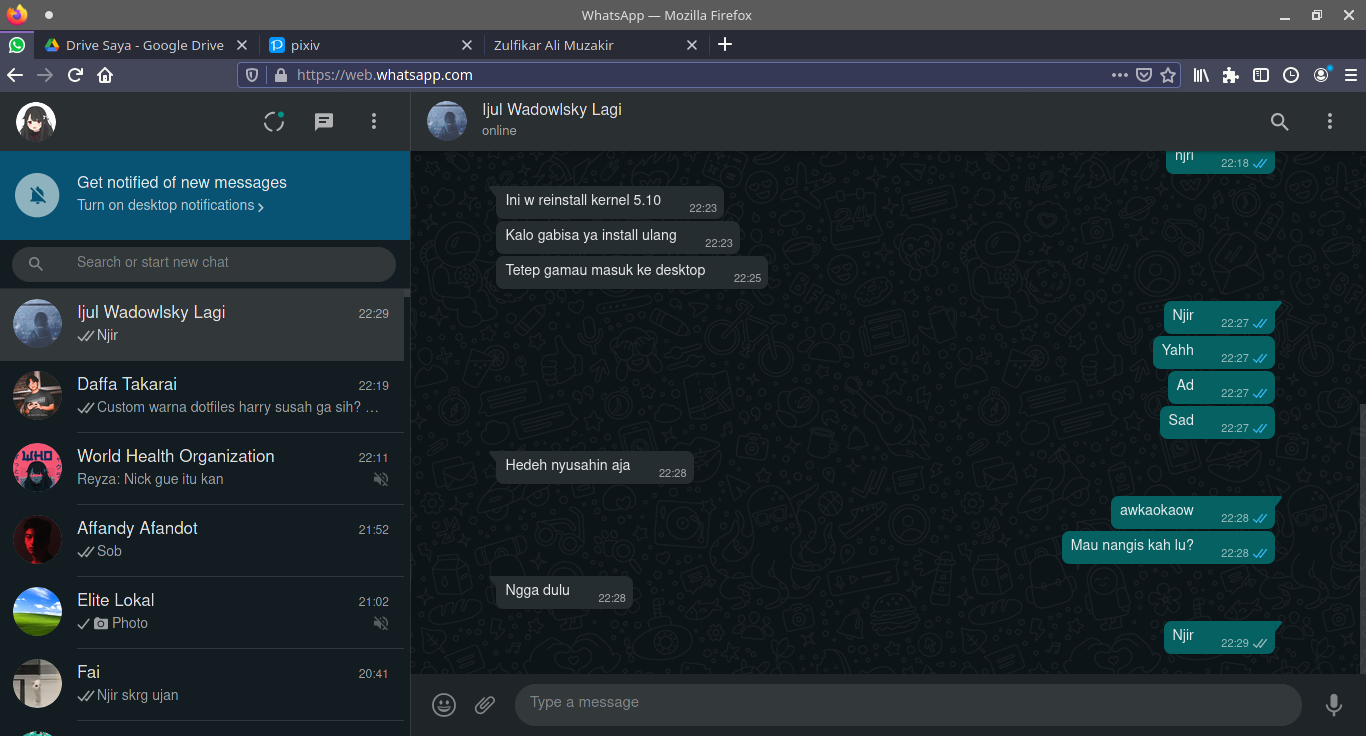 WhatsApp — Mozilla Firefox
Drive Saya - Google Drive
pixiv
Zulfikar Ali Muzakir
https://web.whatsapp.com
Get notified of new messages
Turn on desktop notifications
Search or start new chat
Ijul Wadowlsky Lagi
22:29
Njir
Daffa Takarai
22:19
Custom warna dotfiles harry susah ga sih? ...
WHO
World Health Organization
22:11
Reyza: Nick gue itu kan
Affandy Afandot
21:52
Sob
Elite Lokal
21:02
Photo
Fai
20:41
Njir skrg ujan
Ijul Wadowlsky Lagi
online
njrl
22:18
Ini w reinstall kernel 5.10
22:23
Kalo gabisa ya install ulang
22:23
Tetep gamau masuk ke desktop
22:25
Njir
22:27
Yahh
22:27
Ad
22:27
Sad
22:27
Hedeh nyusahin aja
22:28
awkaokaow
22:28
Mau nangis kah lu?
22:28
Ngga dulu
22:28
Njir
22:29
Type a message